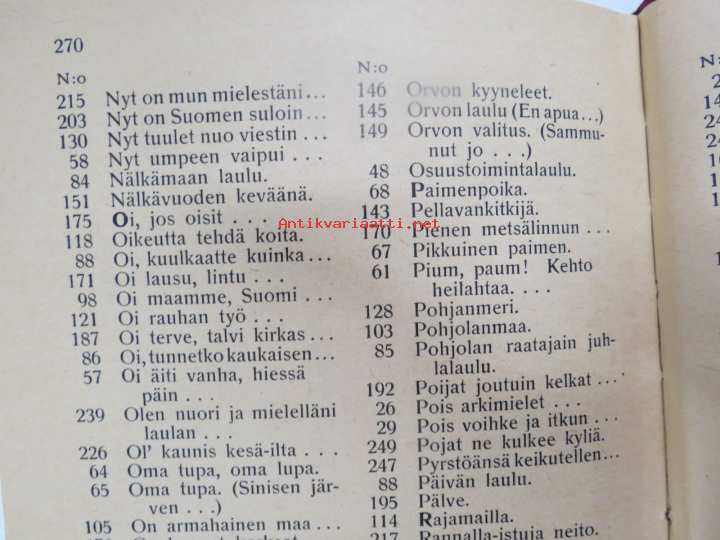 270
N:o
215 Nyt on mun mielestäni...
203 Nyt on Suomen suloin...
130 Nyt tuulet nuo viestin ...
58 Nyt umpeen vaipui ...
84 Nälkämaan laulu.
151 Nälkävuoden keväänä.
175 Oi, jos oisit ...
118 Oikeutta tehdä koita.
88 Oi, kuulkaatte kuinka...
171 Oi lausu, lintu ...
98 Oi maamme, Suomi ...
121 Oi rauhan työ ...
187 Oi terve, talvi kirkas...
86 Oi, tunnetko kaukaisen...
57 Oi äiti vanha, hiessä
päin ...
239 Olen nuori ja mielelläni
laulan ...
226 Ol' kaunis kesä-ilta ...
64 Oma tupa, oma lupa.
65 Oma tupa. (Sinisen jär-
ven ...)
105 On armahainen maa ...
N:o
146 Orvon kyyneleet.
145 Orvon laulu (En apua...)
149 Orvon valitus. (Sammu-
nut jo ...)
48 Osuustoimintalaulu.
68 Paimenpoika.
143 Pellavankitkijä.
170 Pienen metsälinnun ...
67 Pikkuinen paimen.
61 Pium, paum! Kehto
heilahtaa....
128 Pohjanmeri.
103 Pohjolanmaa.
85 Pohjolan raatajain juh-
lalaulu.
192 Poijat joutuin kelkat ...
26 Pois arkimielet ...
29 Pois voihke ja itkun ...
249 Pojat ne kulkee kyliä.
247 Pyrstöänsä keikutellen...
88 Päivän laulu.
195 Pälve.
114 Rajamailla.
217 Rannalla-istuja neito.
Antikvariaatti.net
N:o